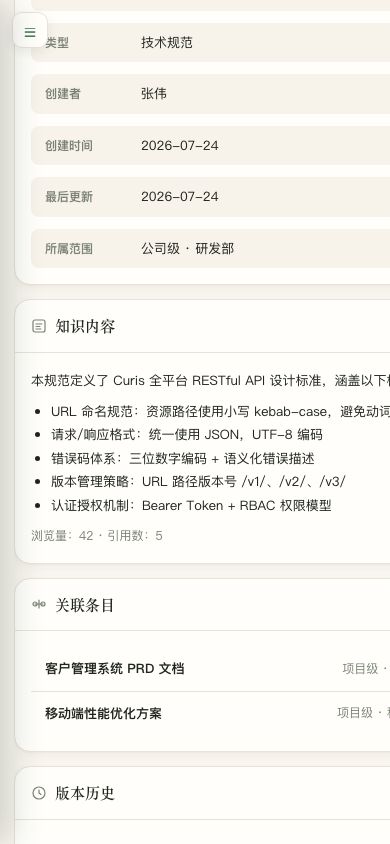 类型 技术规范
创建者 张伟
创建时间 2026-07-24
最后更新 2026-07-24
所属范围 公司级 · 研发部
知识内容
本规范定义了 Curis 全平台 RESTful API 设计标准，涵盖以下
• URL 命名规范：资源路径使用小写 kebab-case，避免动词
• 请求/响应格式：统一使用 JSON，UTF-8 编码
• 错误码体系：三位数字编码 + 语义化错误描述
• 版本管理策略：URL 路径版本号 /v1/、/v2/、/v3/
• 认证授权机制：Bearer Token + RBAC 权限模型
浏览量：42 · 引用数：5
关联条目
客户管理系统 PRD 文档 项目级 ·
移动端性能优化方案 项目级 ·
版本历史